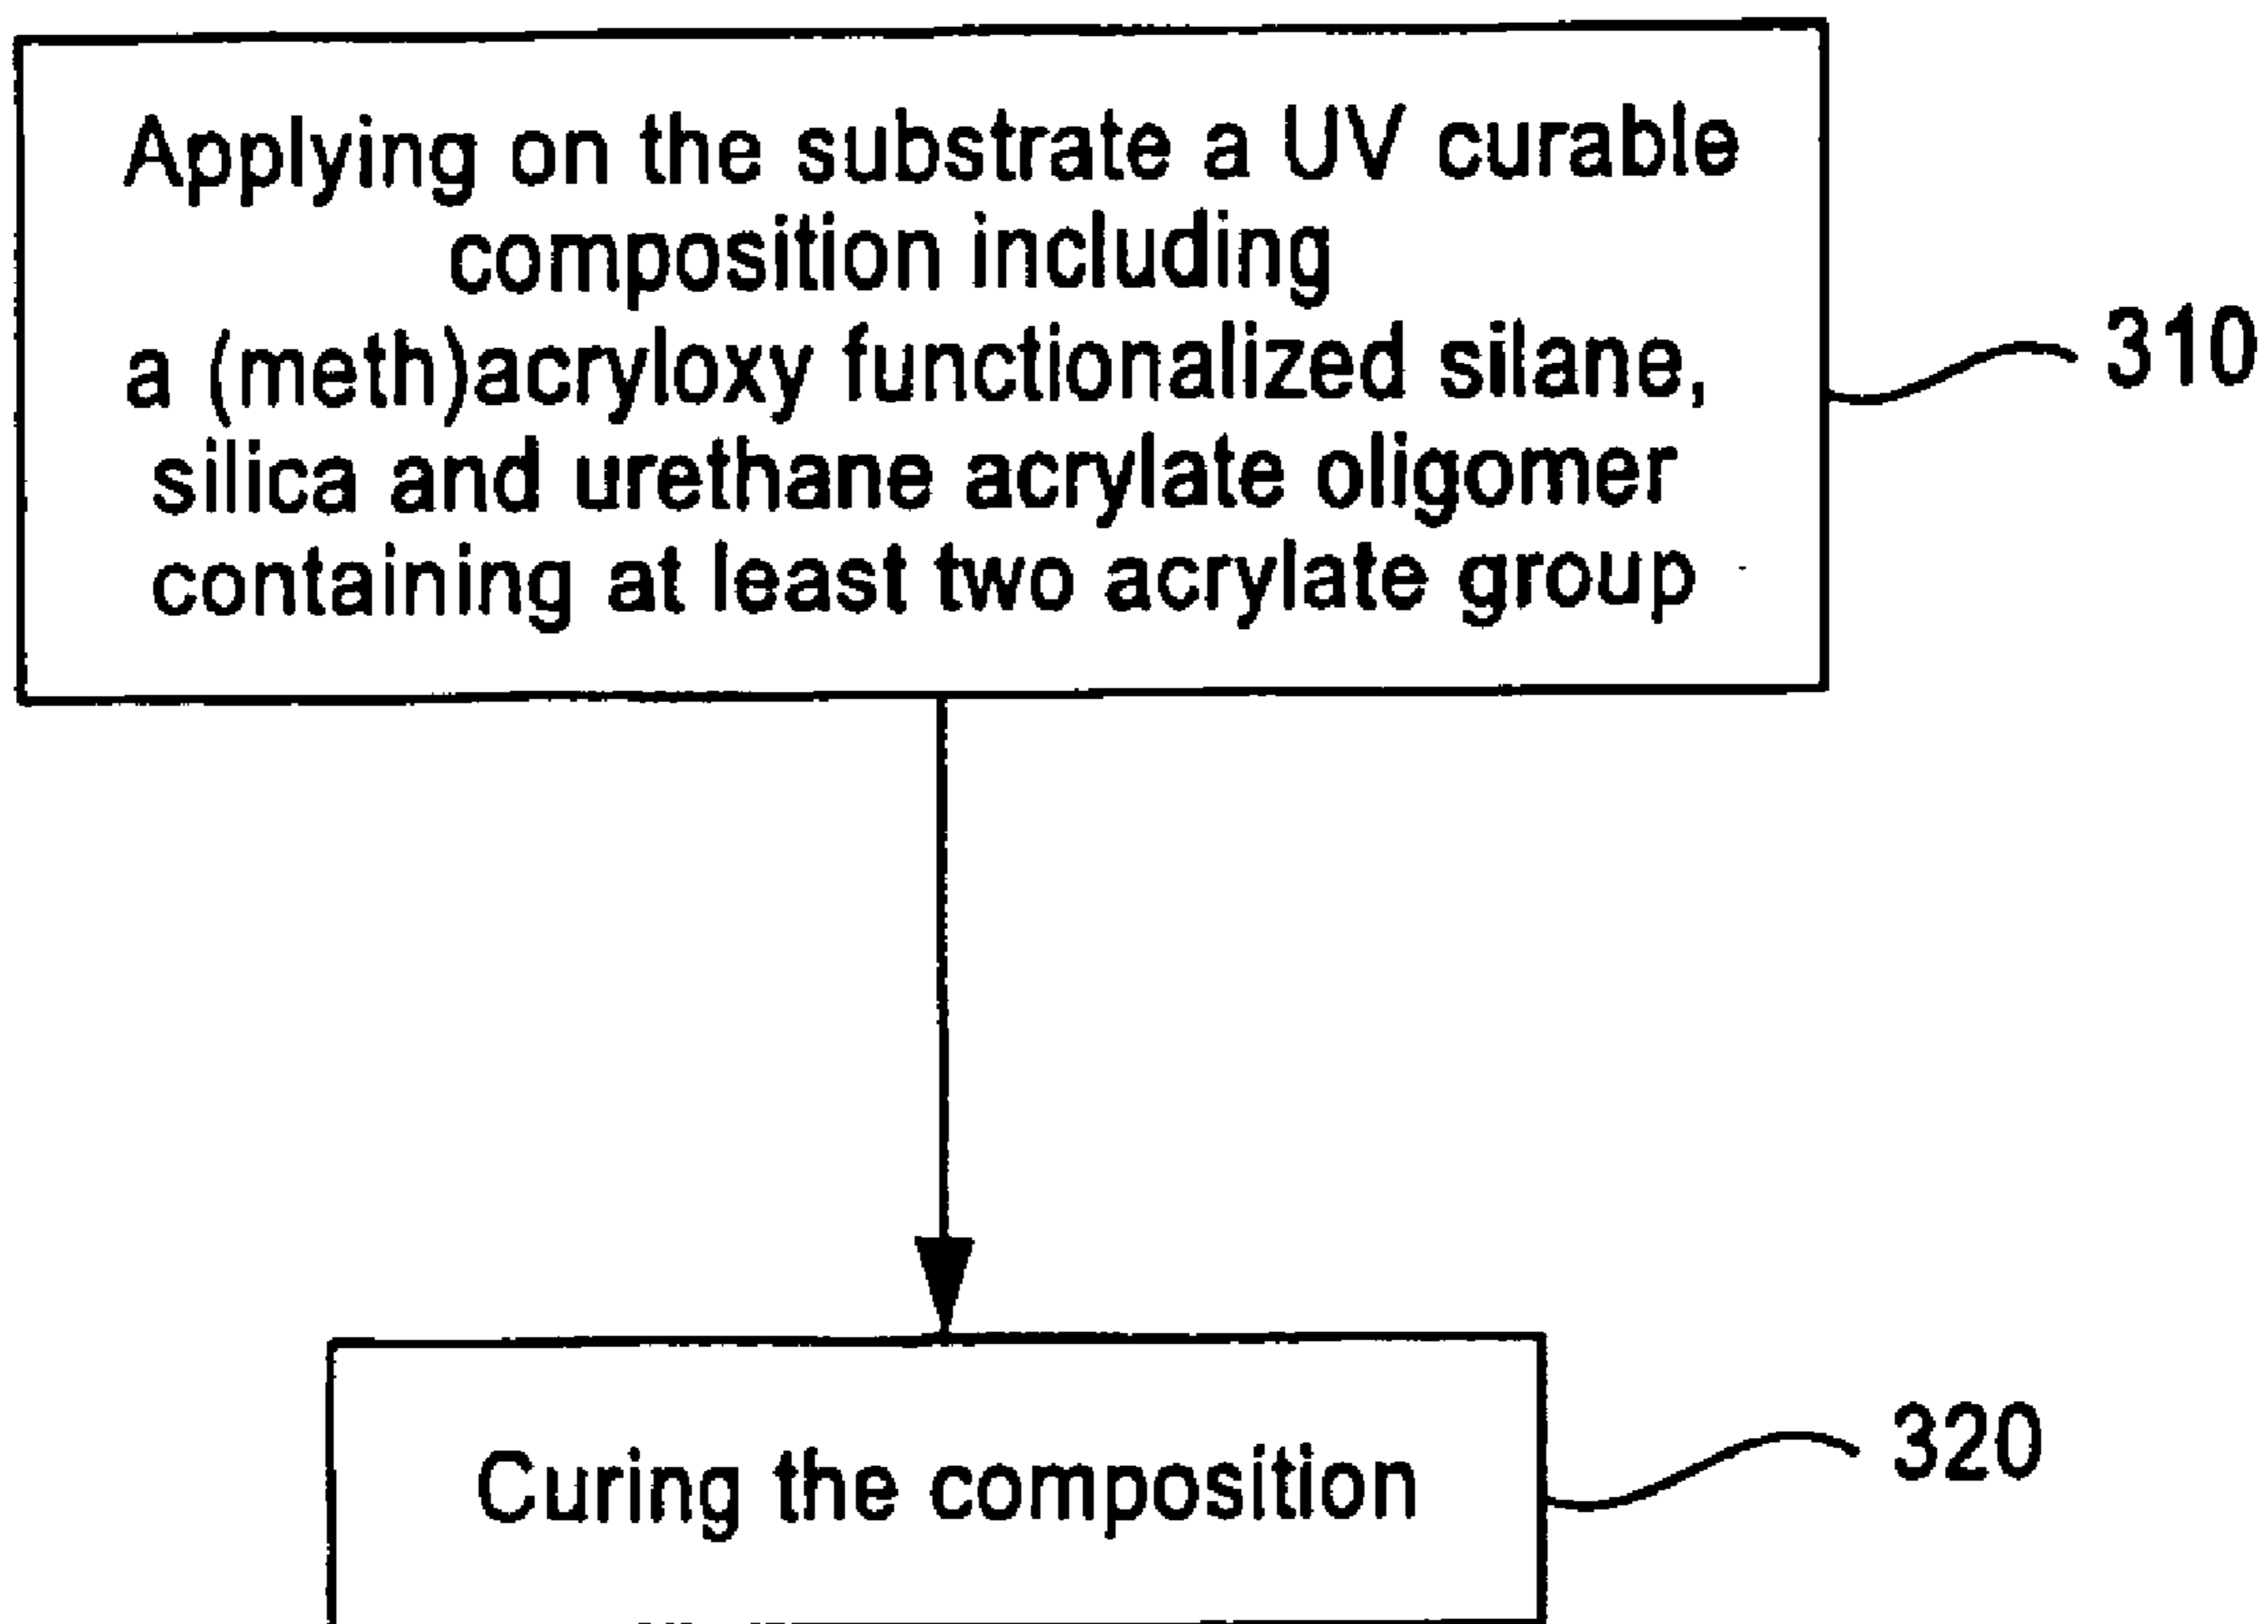 Applying on the substrate a UV curable
composition including
a (meth)acryloxy functionalized silane,
silica and urethane acrylate oligomer
containing at least two acrylate group
310
Curing the composition
320